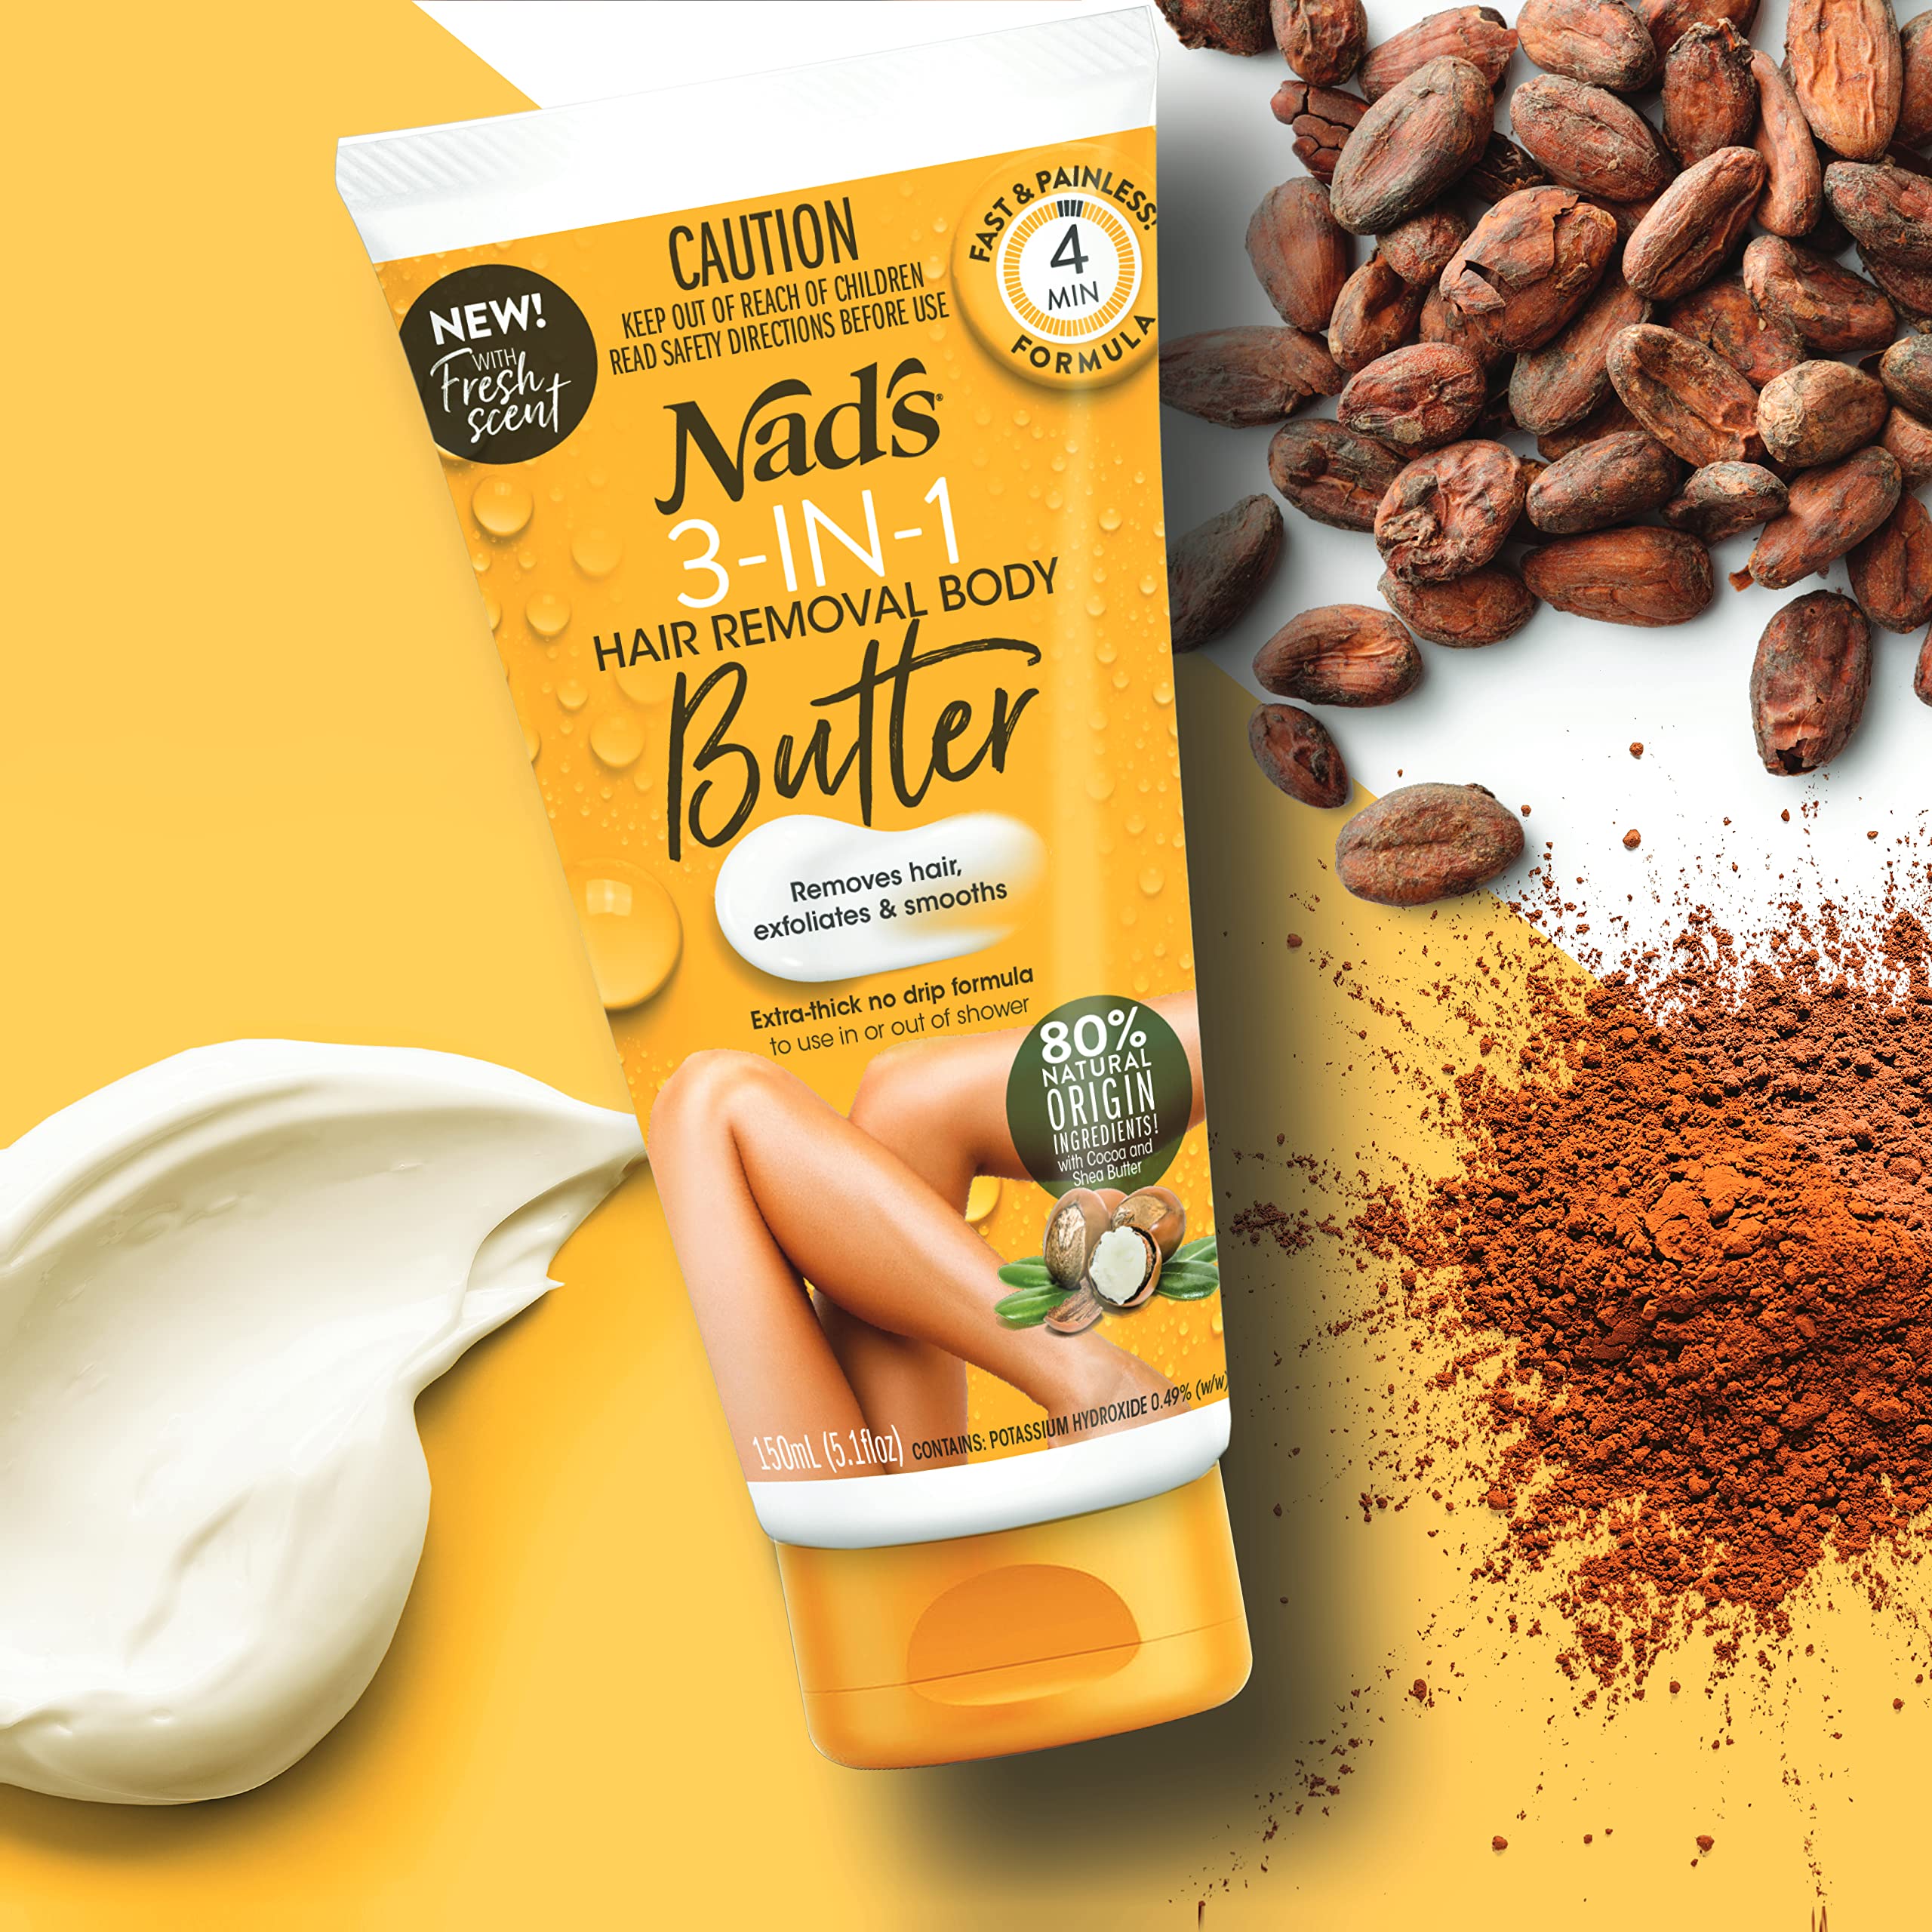 CAUTION
KEEP OUT OF REACH OF CHILDREN
READ SAFETY DIRECTIONS BEFORE USE
NEW!
WITH
Fresh
scent
FAST & PAINLESS!
4
MIN
FORMULA
Nad's®
3-IN-1
HAIR REMOVAL BODY
Butter
Removes hair,
exfoliates & smooths
Extra-thick no drip formula
to use in or out of shower
80%
NATURAL
ORIGIN
INGREDIENTS!
with Cocoa and
Shea Butter
150mL (5.1floz) CONTAINS: POTASSIUM HYDROXIDE 0.49% (w/w)